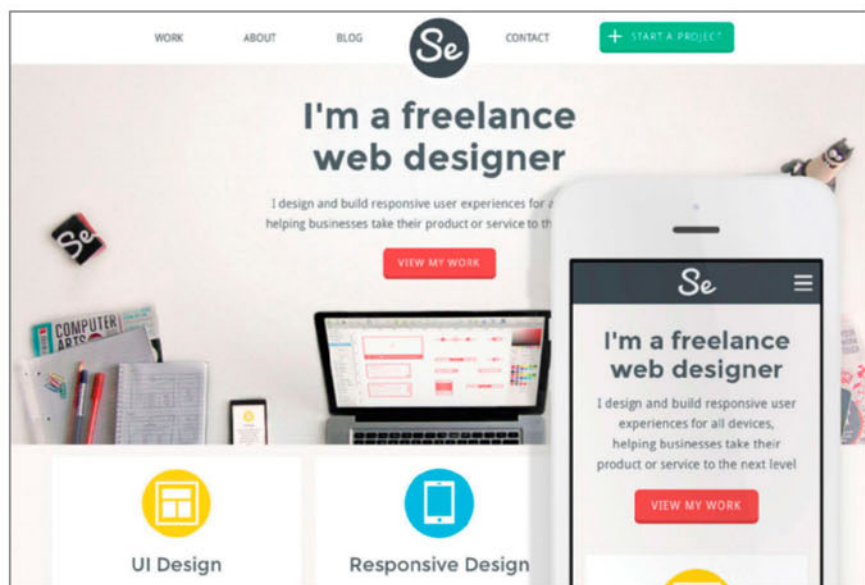 WORK
ABOUT
BLOG
Se
CONTACT
+ START A PROJECT
I'm a freelance
web designer
I design and build responsive user experiences for a
helping businesses take their product or service to th
VIEW MY WORK
Se
COMPUTER
ARTS
UI Design
Responsive Design
Se
I'm a freelance
web designer
I design and build responsive user
experiences for all devices,
helping businesses take their
product or service to the next level
VIEW MY WORK